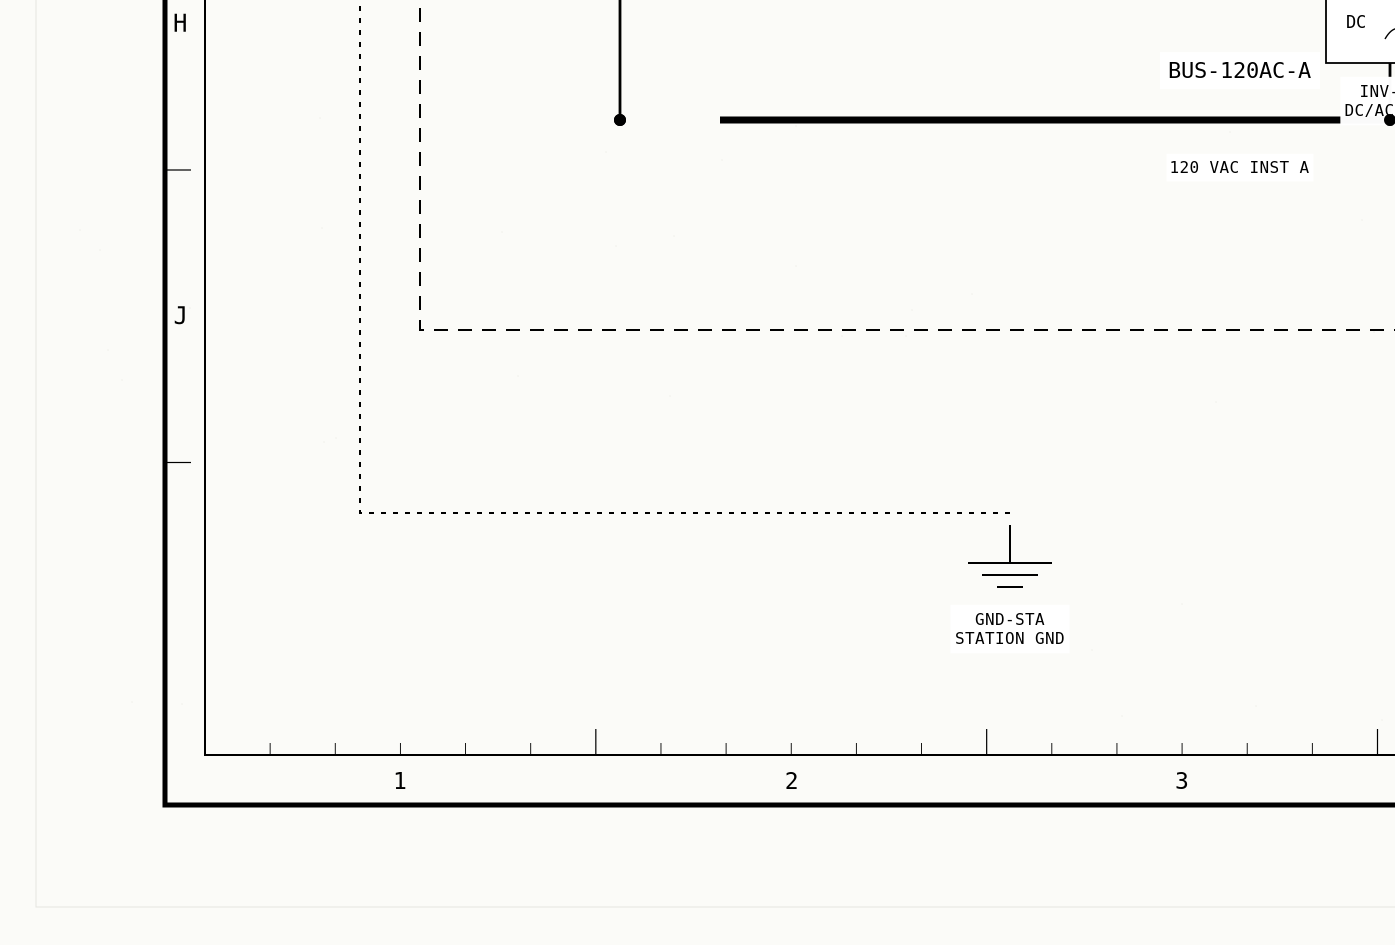 H
DC
BUS-120AC-A
INV-
DC/AC
120 VAC INST A
J
GND-STA
STATION GND
1
2
3